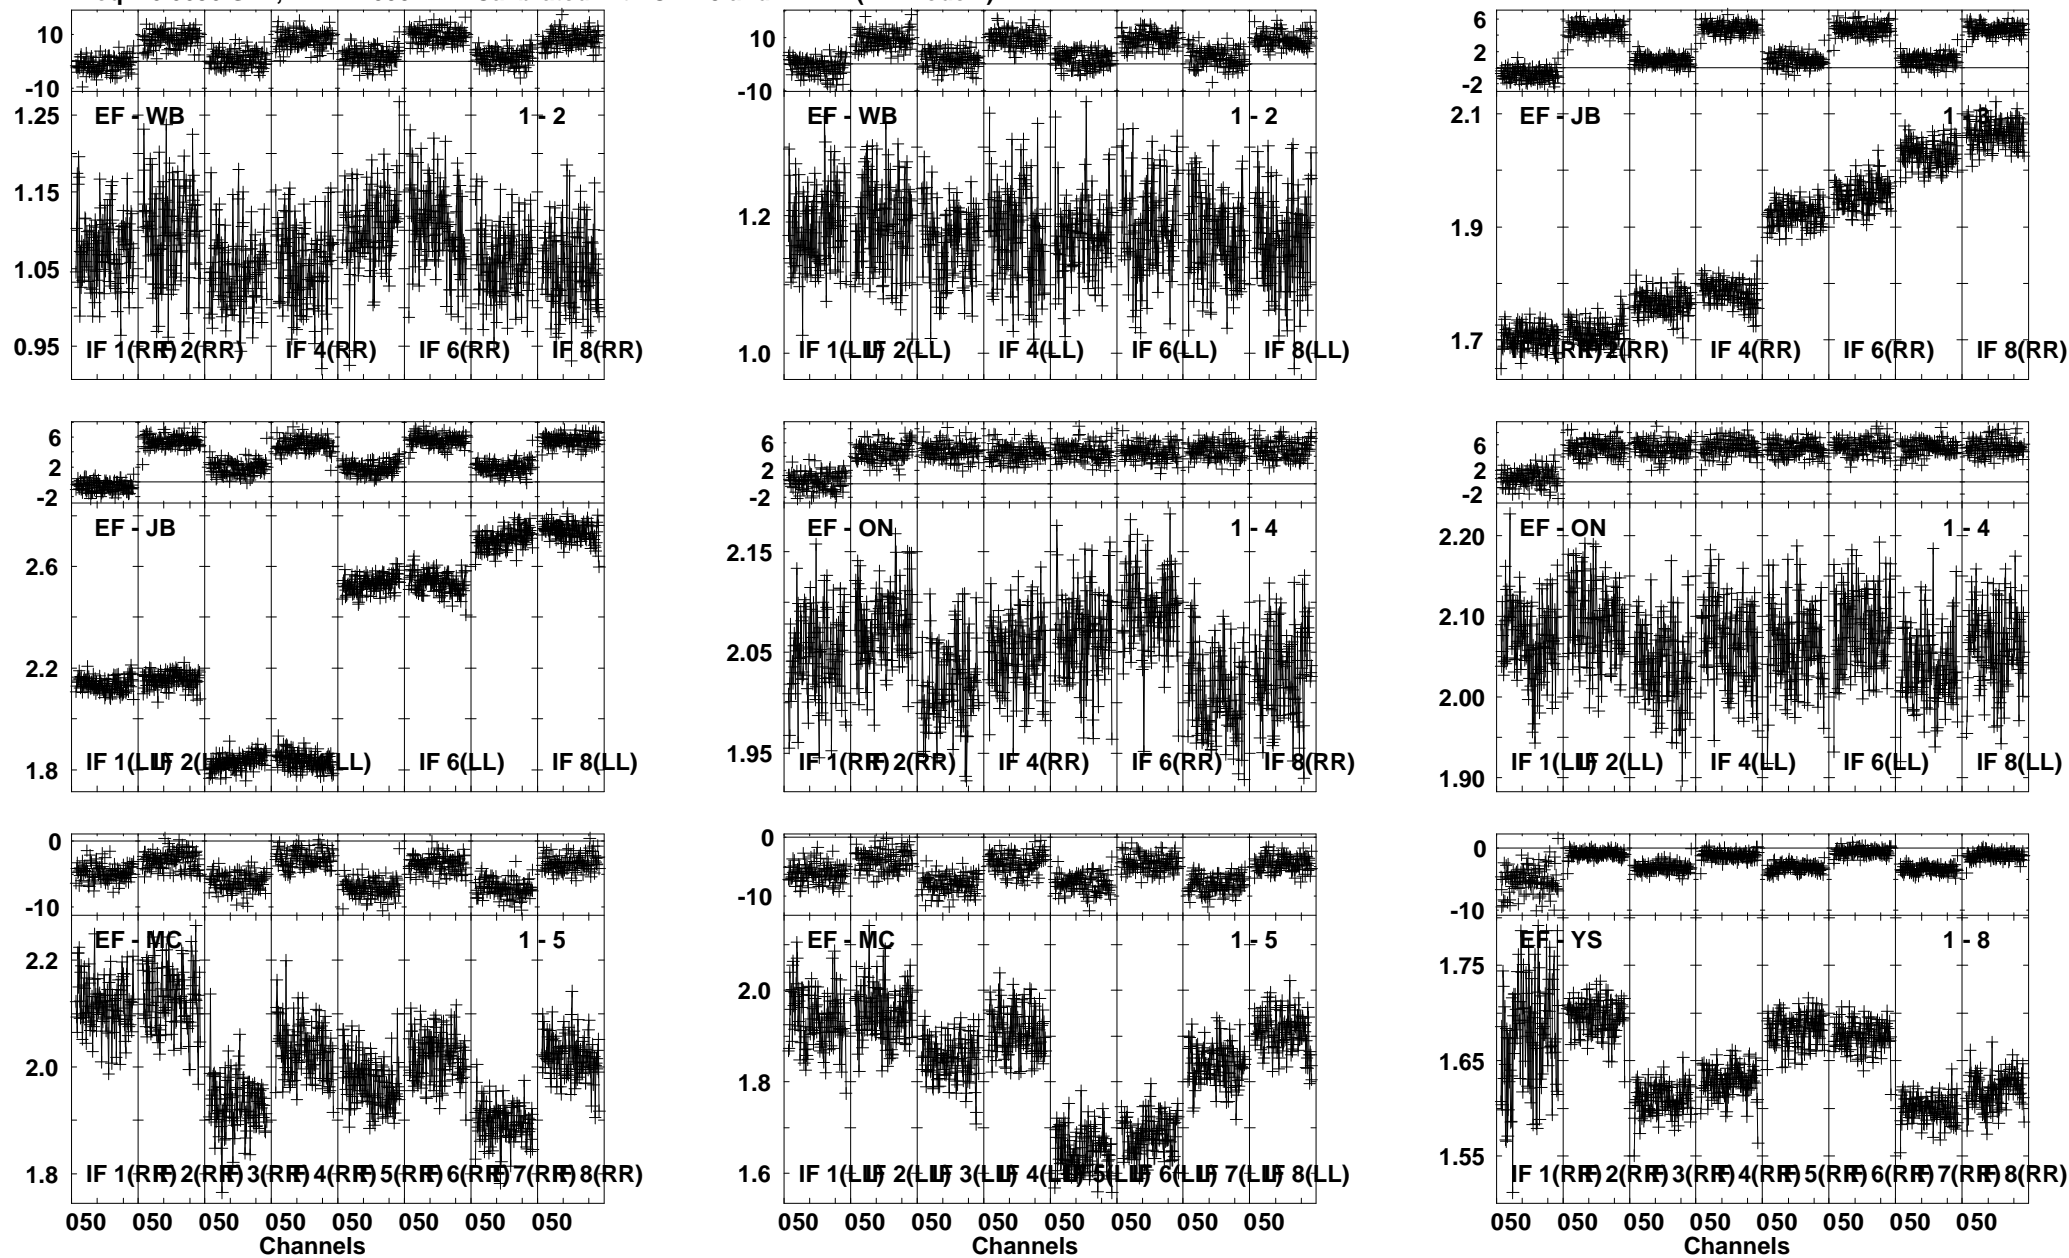 10 10 6
2
-10 -10 -2
1.25 EF - WB 1 - 2 EF - WB 1 - 2 2.1 EF - JB 1 - 3
1.15
1.2 1.9
1.05
0.95 IF 1(RR) IF 2(RR) IF 4(RR) IF 6(RR) IF 8(RR) 1.0 IF 1(LL) IF 2(LL) IF 4(LL) IF 6(LL) IF 8(LL) 1.7 IF 1(RR) IF 2(RR) IF 4(RR) IF 6(RR) IF 8(RR)
6 6 6
2 2 2
-2 -2 -2
EF - JB EF - ON 1 - 4 EF - ON 1 - 4
2.6 2.15 2.20
2.10
2.2 2.05
2.00
1.8 IF 1(LL) IF 2(LL) IF 6(LL) IF 8(LL) 1.95 IF 1(RR) IF 2(RR) IF 4(RR) IF 6(RR) IF 8(RR) 1.90 IF 1(LL) IF 2(LL) IF 4(LL) IF 6(LL) IF 8(LL)
0 0 0
-10 -10 -10
EF - MC 1 - 5 EF - MC 1 - 5 EF - YS 1 - 8
2.2 2.0 1.75
2.0 1.8 1.65
1.8 IF 1(RR) IF 2(RR) IF 3(RR) IF 4(RR) IF 5(RR) IF 6(RR) IF 7(RR) IF 8(RR) 1.6 IF 1(LL) IF 2(LL) IF 3(LL) IF 4(LL) IF 5(LL) IF 6(LL) IF 7(LL) IF 8(LL) 1.55 IF 1(RR) IF 2(RR) IF 3(RR) IF 4(RR) IF 5(RR) IF 6(RR) IF 7(RR) IF 8(RR)
050 050 050 050 050 050 050 050 050 050 050 050 050 050 050 050 050 050 050 050 050 050 050 050
Channels Channels Channels